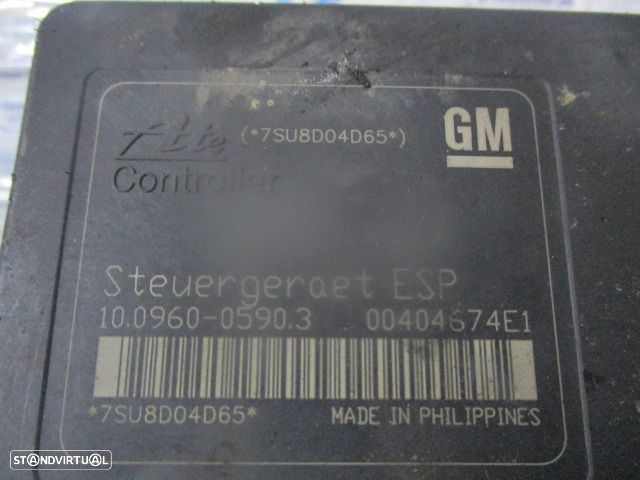 Ate (*7SU8D04D65*) GM
Controller
Steuergeraet ESP
10.0960-0590.3 00404674E1
*7SU8D04D65* MADE IN PHILIPPINES
STANDVIRTUAL